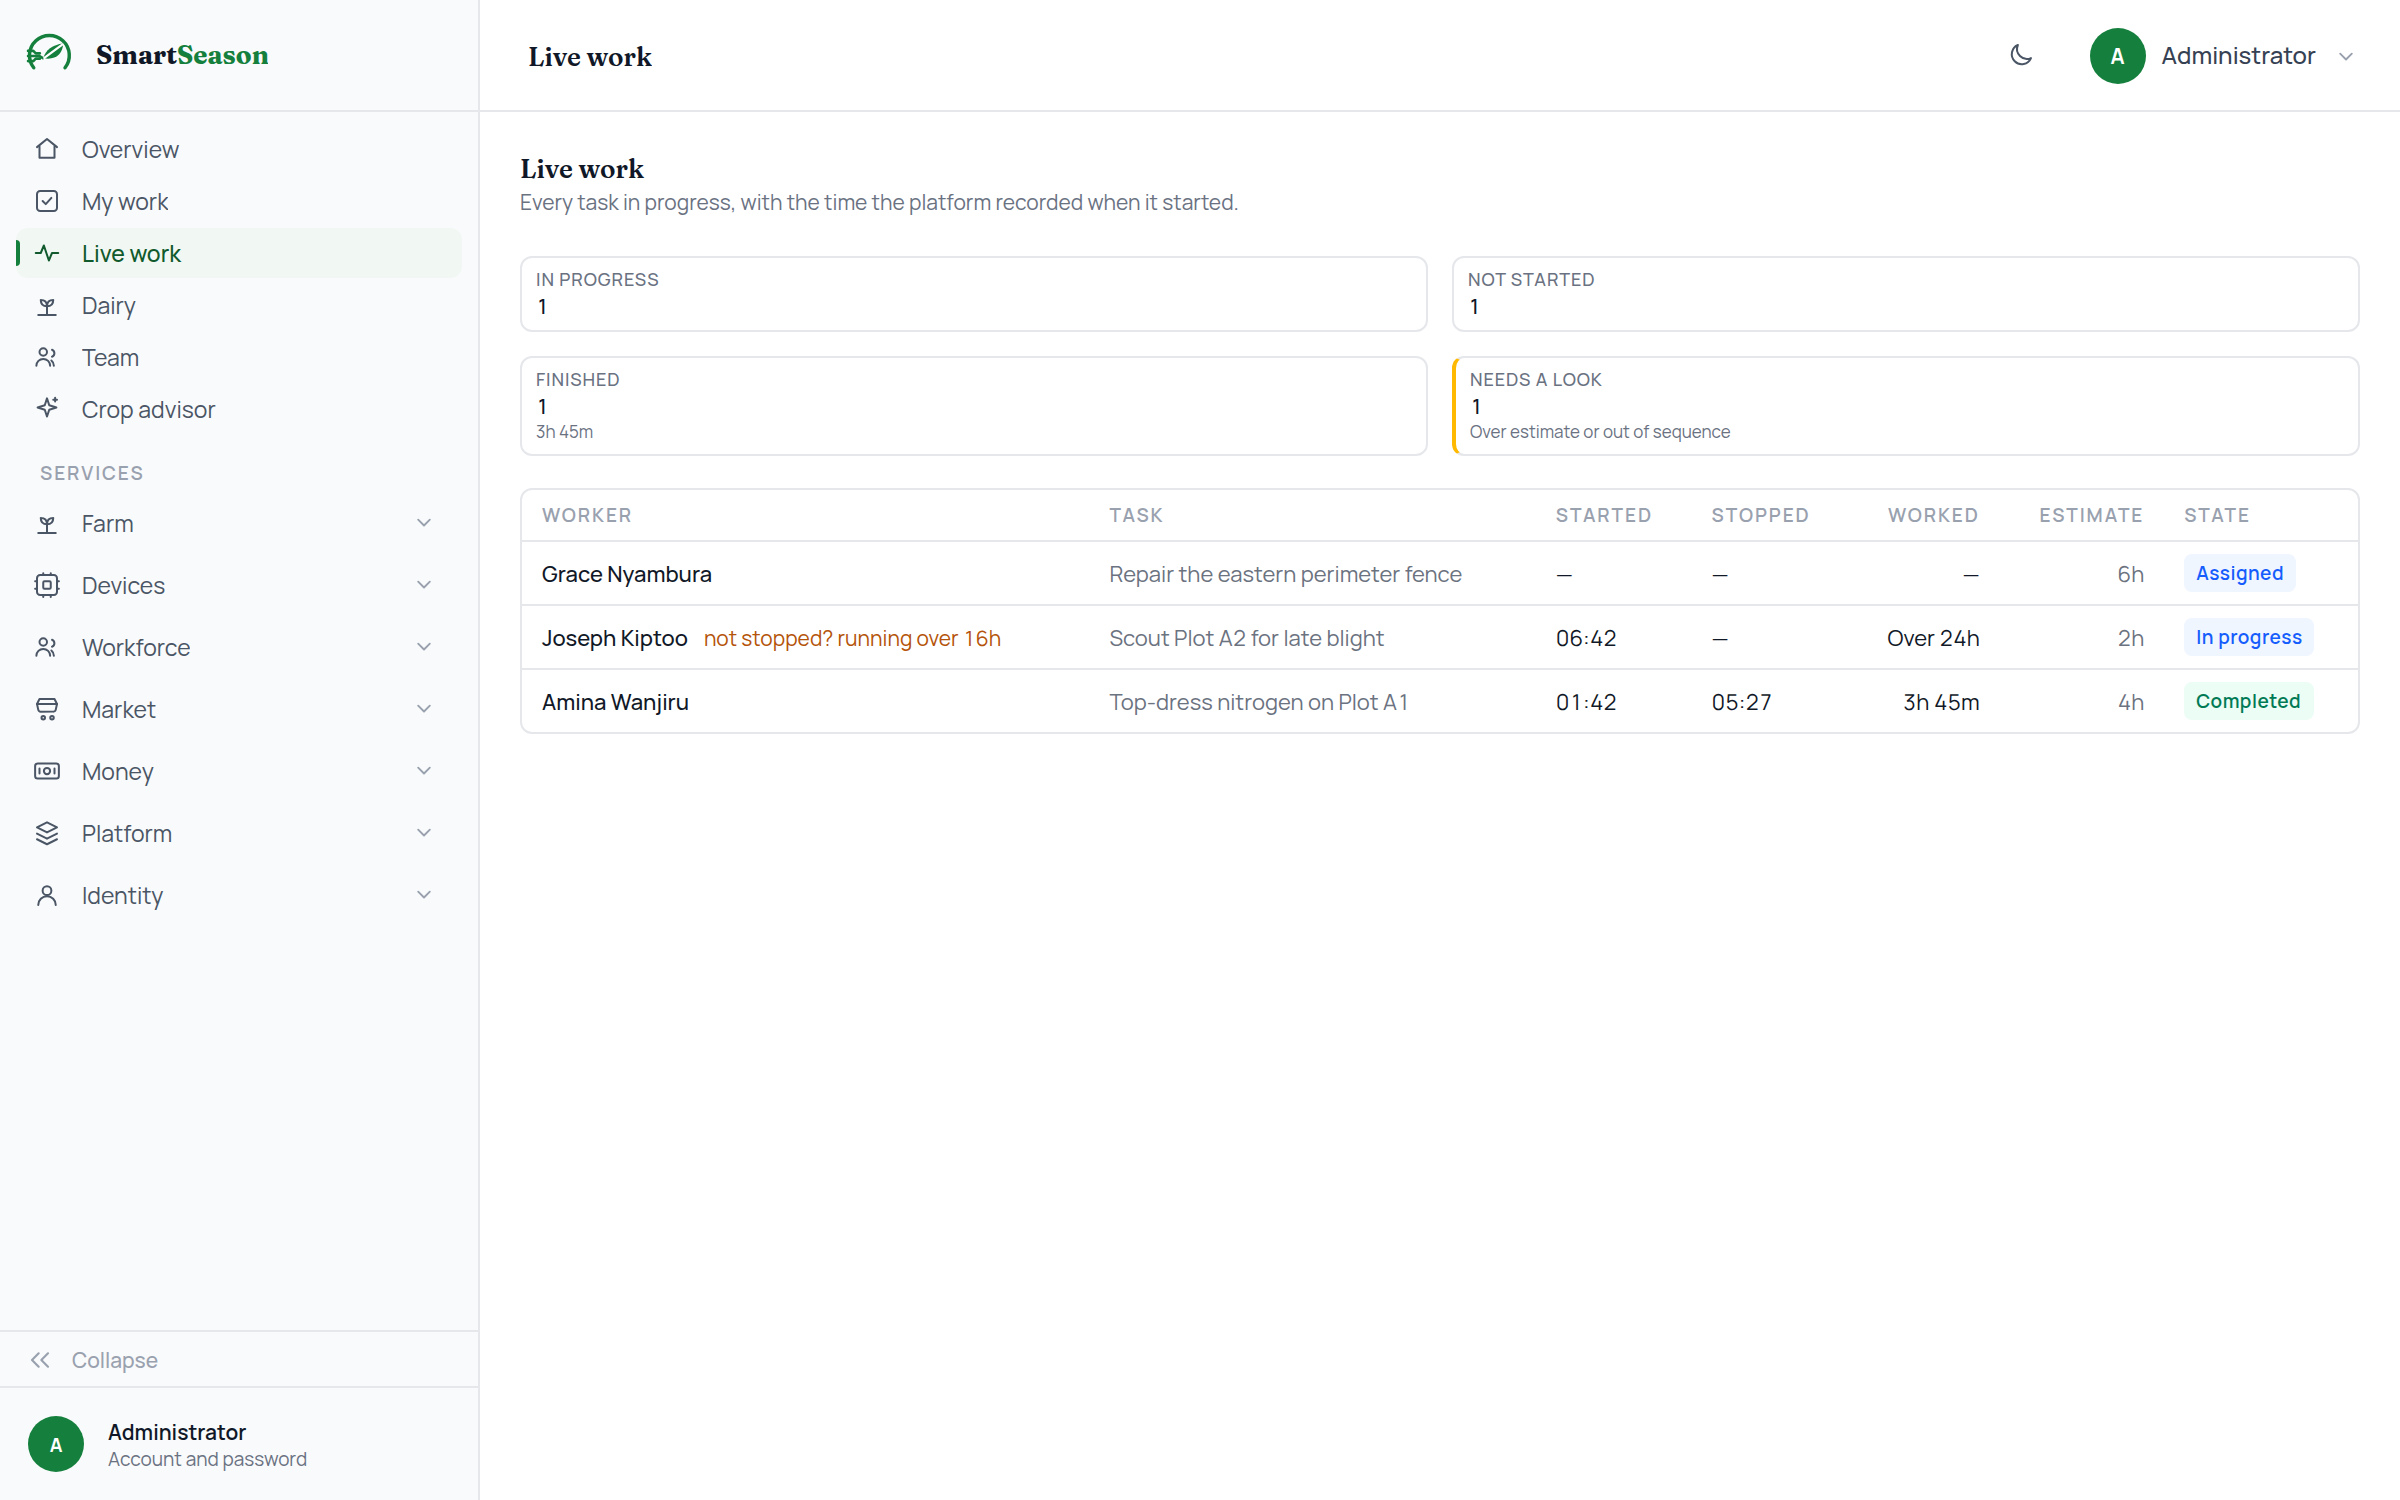 SmartSeason
Live work
A
Administrator
Overview
My work
Live work
Dairy
Team
Crop advisor
SERVICES
Farm
Devices
Workforce
Market
Money
Platform
Identity
Collapse
A
Administrator
Account and password
Live work
Every task in progress, with the time the platform recorded when it started.
IN PROGRESS
1
NOT STARTED
1
FINISHED
1
3h 45m
NEEDS A LOOK
1
Over estimate or out of sequence
WORKER TASK STARTED STOPPED WORKED ESTIMATE STATE
Grace Nyambura Repair the eastern perimeter fence — — — 6h Assigned
Joseph Kiptoo not stopped? running over 16h Scout Plot A2 for late blight 06:42 — Over 24h 2h In progress
Amina Wanjiru Top-dress nitrogen on Plot A1 01:42 05:27 3h 45m 4h Completed